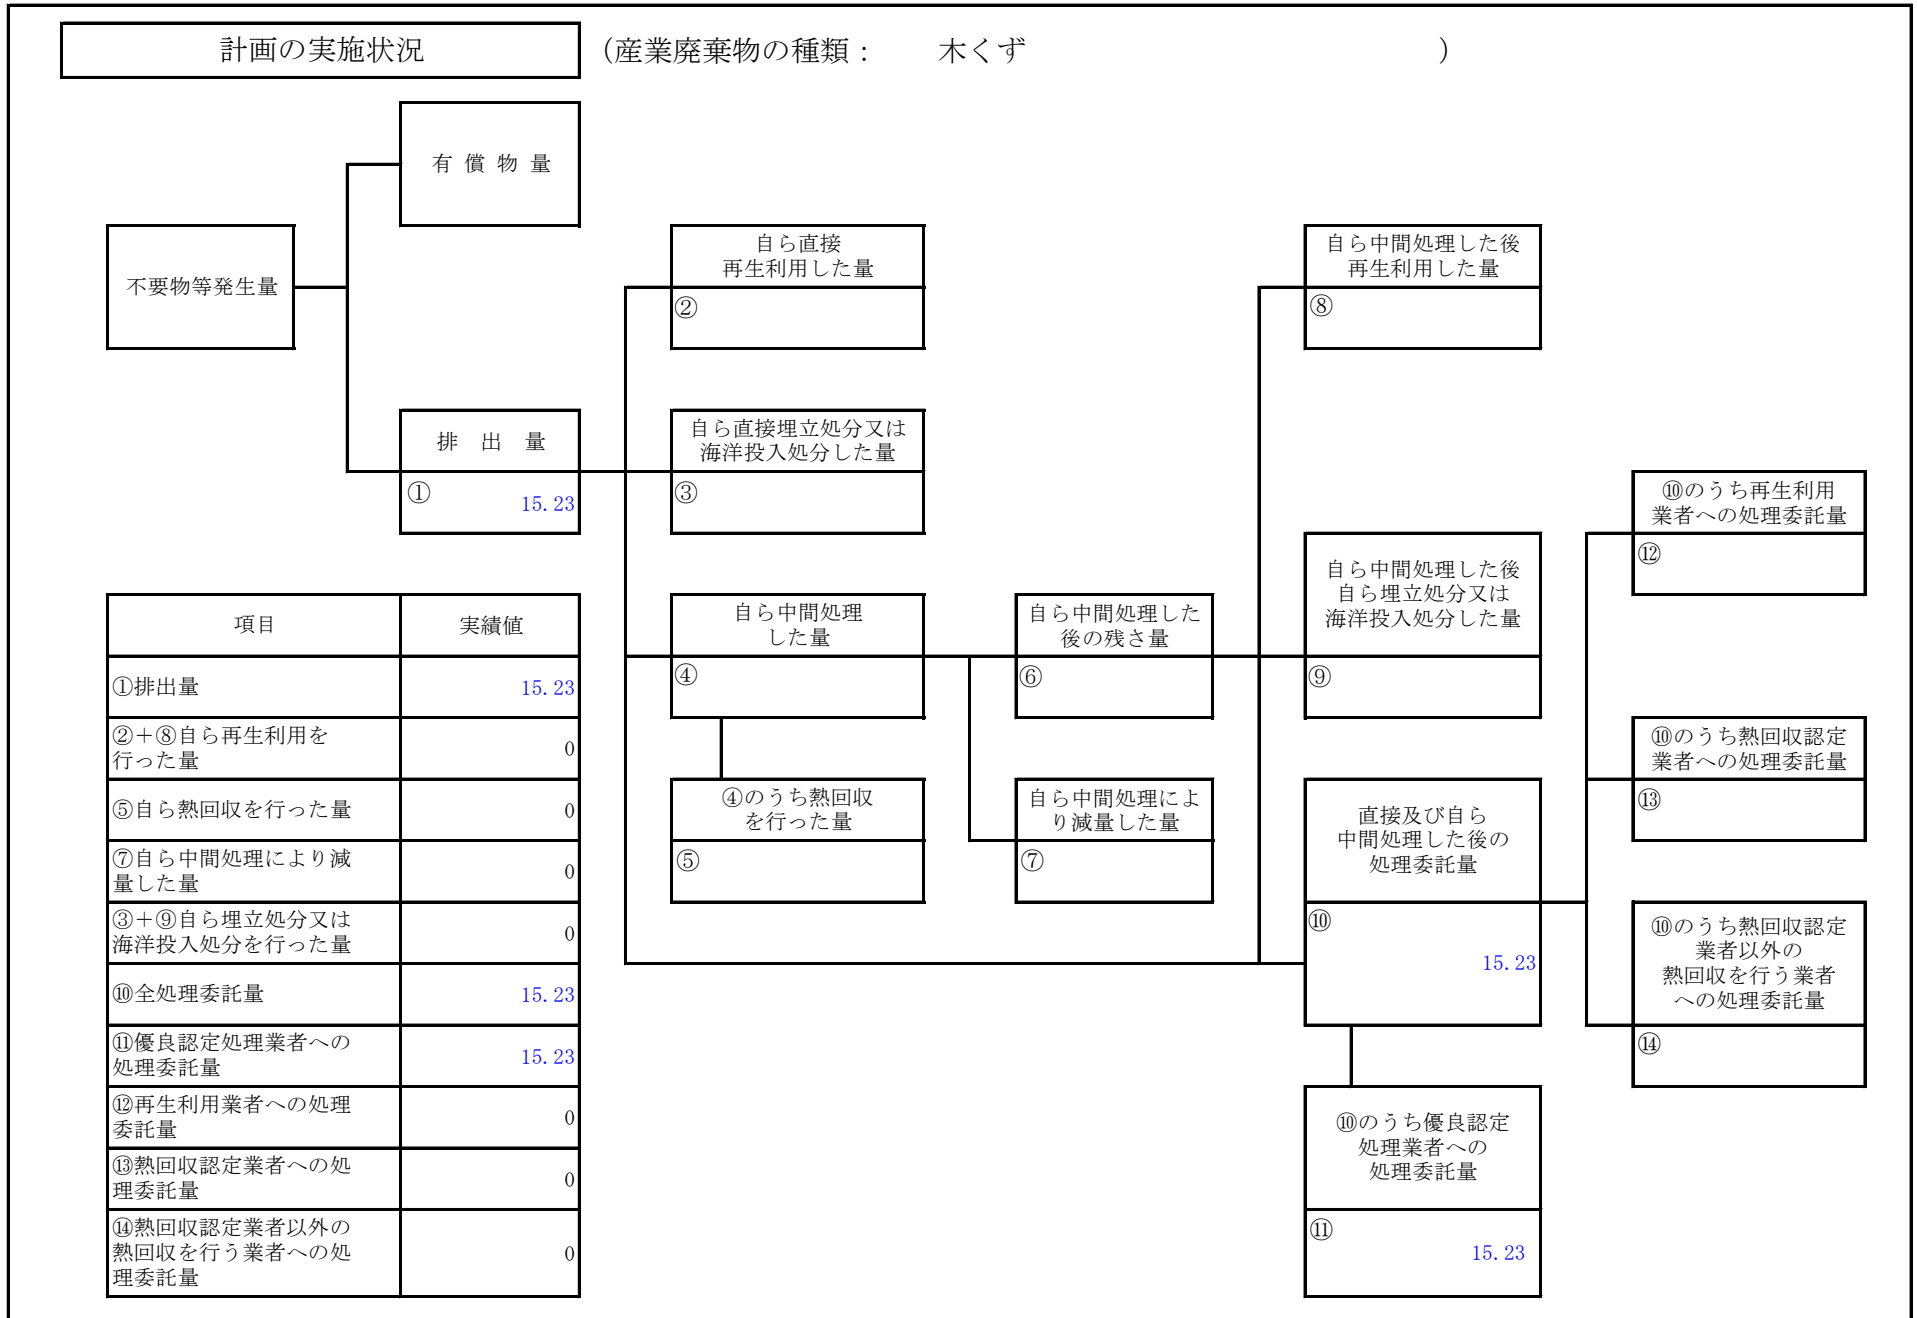 計画の実施状況
（産業廃棄物の種類： 木くず ）
有償物量
不要物等発生量
自ら直接
再生利用した量
②
自ら中間処理した後
再生利用した量
⑧
排出量
①
15.23
自ら直接埋立処分又は
海洋投入処分した量
③
⑩のうち再生利用
業者への処理委託量
⑫
自ら中間処理した後
自ら埋立処分又は
海洋投入処分した量
⑨
自ら中間処理
した量
④
自ら中間処理した
後の残さ量
⑥
⑩のうち熱回収認定
業者への処理委託量
⑬
④のうち熱回収
を行った量
⑤
自ら中間処理によ
り減量した量
⑦
直接及び自ら
中間処理した後の
処理委託量
⑩
15.23
⑩のうち熱回収認定
業者以外の
熱回収を行う業者
への処理委託量
⑭
⑩のうち優良認定
処理業者への
処理委託量
⑪
15.23
項目 実績値
①排出量 15.23
②＋⑧自ら再生利用を
行った量 0
⑤自ら熱回収を行った量 0
⑦自ら中間処理により減
量した量 0
③＋⑨自ら埋立処分又は
海洋投入処分を行った量 0
⑩全処理委託量 15.23
⑪優良認定処理業者への
処理委託量 15.23
⑫再生利用業者への処理
委託量 0
⑬熱回収認定業者への処
理委託量 0
⑭熱回収認定業者以外の
熱回収を行う業者への処 0
理委託量